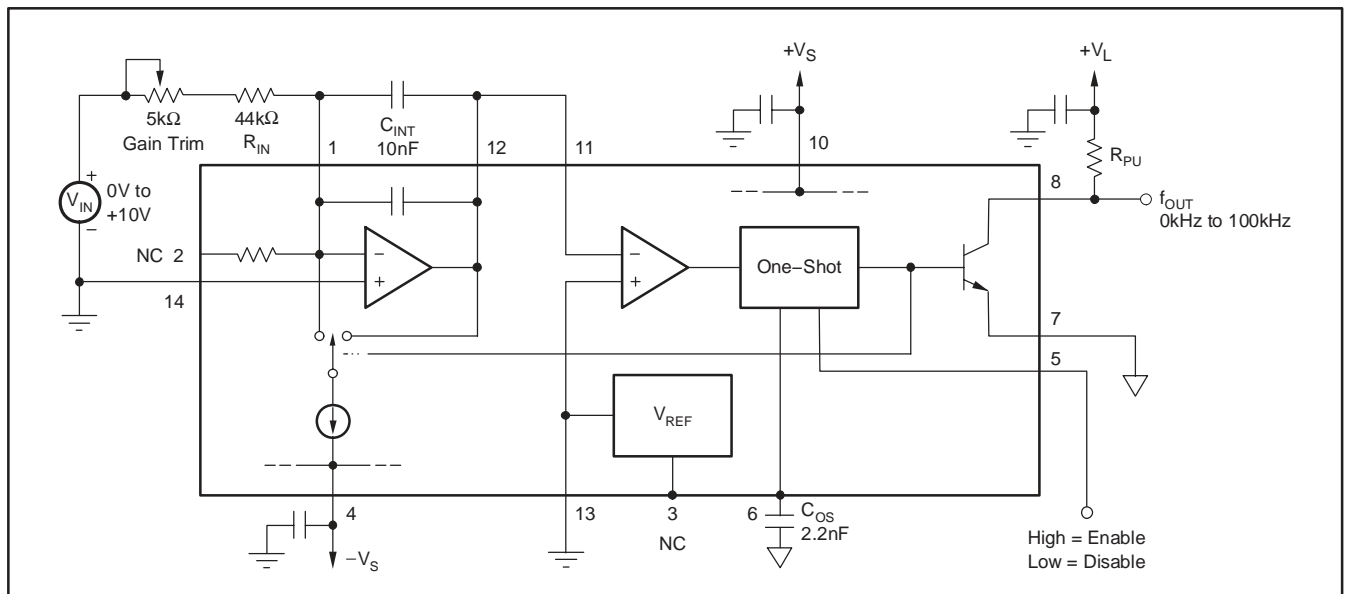 +V_S
+V_L
5kΩ
Gain Trim
44kΩ
R_IN
C_INT
10nF
1
12
11
10
R_PU
8
f_OUT
0kHz to 100kHz
V_IN
+
−
0V to
+10V
NC 2
14
−
+
−
+
One−Shot
7
5
V_REF
4
−V_S
13
3
NC
6
C_OS
2.2nF
High = Enable
Low = Disable